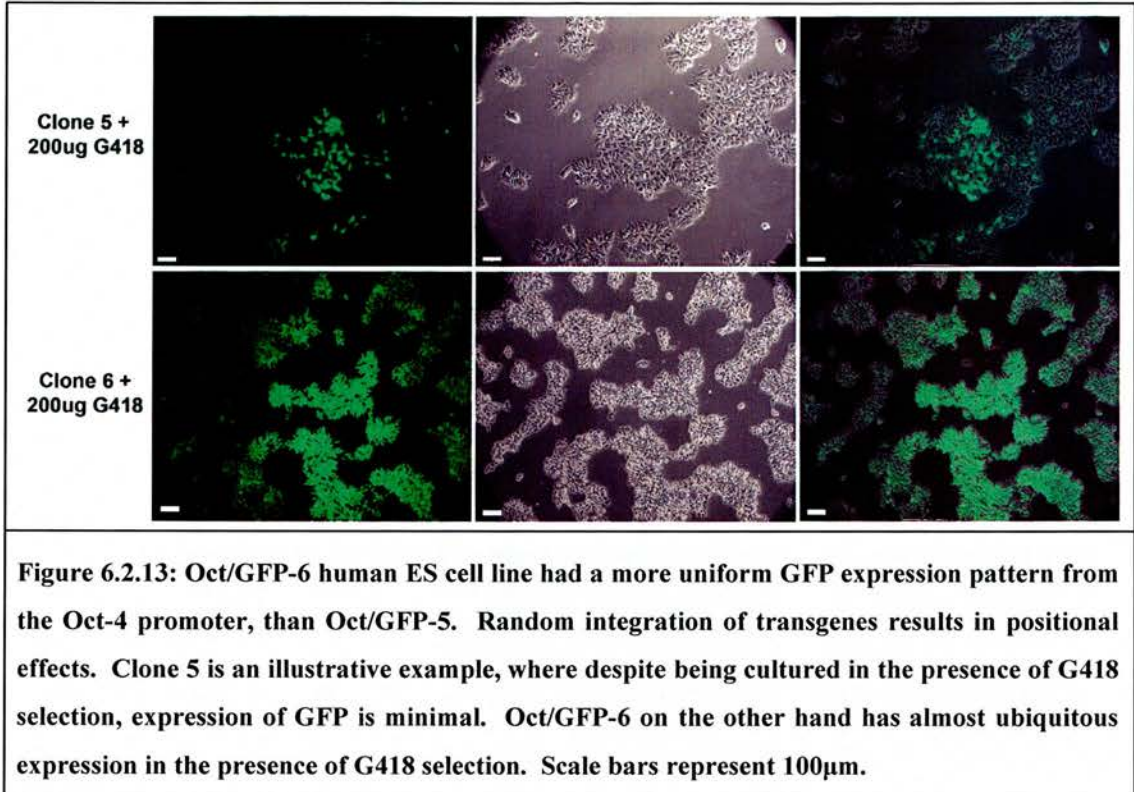 Clone 5 +
200ug G418
Clone 6 +
200ug G418
Figure 6.2.13: Oct/GFP-6 human ES cell line had a more uniform GFP expression pattern from
the Oct-4 promoter, than Oct/GFP-5. Random integration of transgenes results in positional
effects. Clone 5 is an illustrative example, where despite being cultured in the presence of G418
selection, expression of GFP is minimal. Oct/GFP-6 on the other hand has almost ubiquitous
expression in the presence of G418 selection. Scale bars represent 100μm.